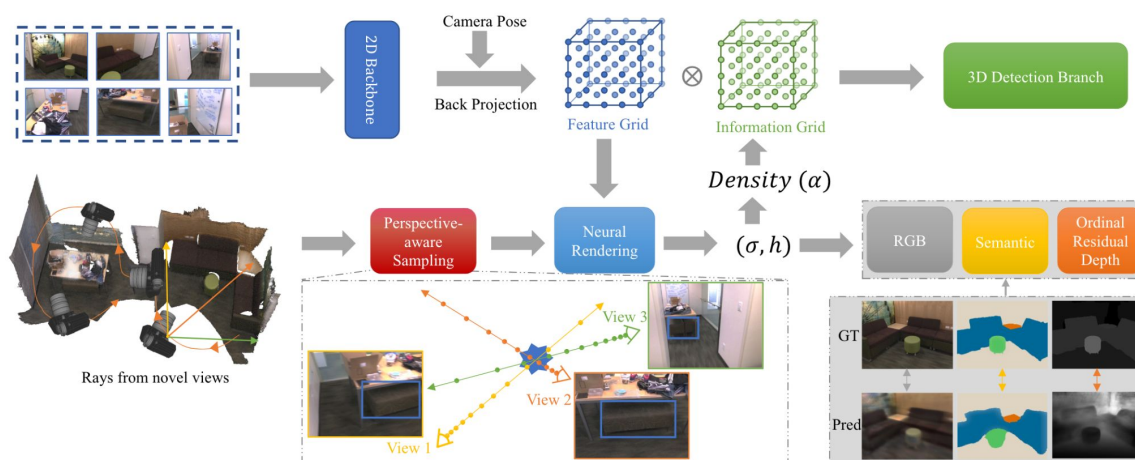 Camera Pose
2D Backbone
Back Projection
Feature Grid
⊗
Information Grid
3D Detection Branch
Density (α)
Rays from novel views
Perspective-
aware
Sampling
Neural
Rendering
(σ, h)
RGB
Semantic
Ordinal
Residual
Depth
View 3
View 2
View 1
GT
Pred